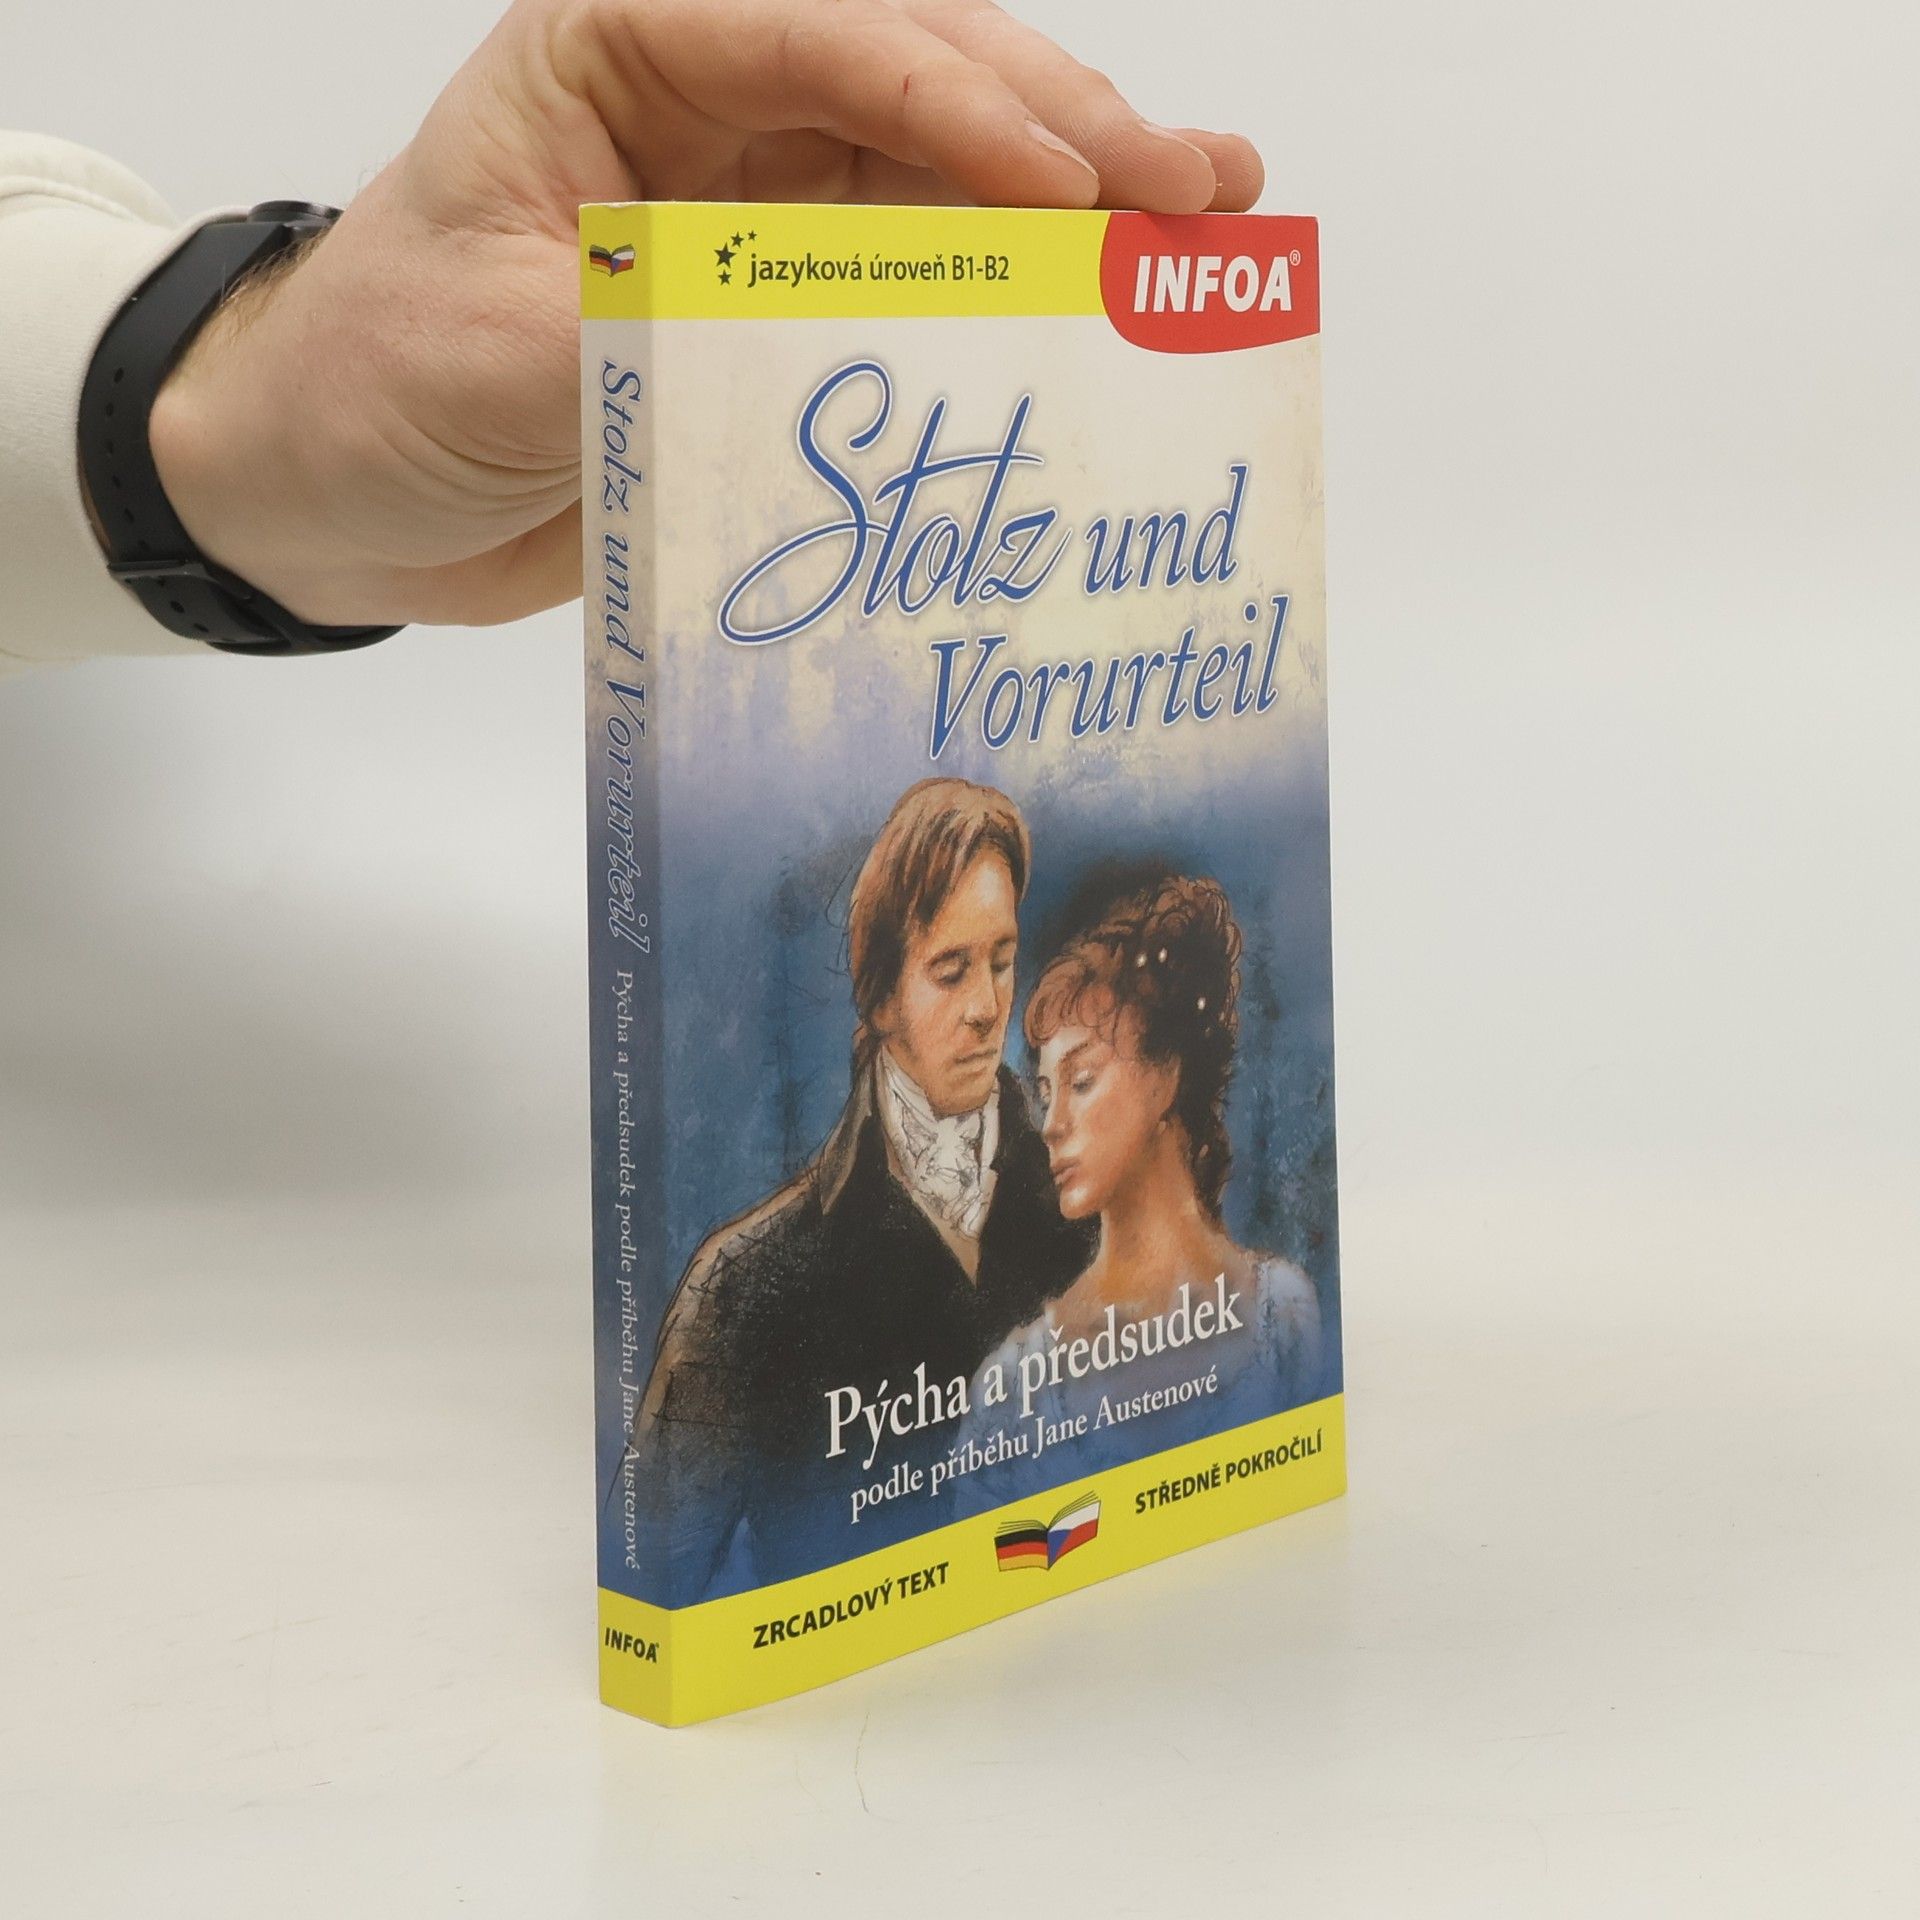 jazyková úroveň B1-B2
INFOA®
Stolz und
Vorurteil
Pýcha a předsudek
podle příběhu Jane Austenové
ZRCADLOVÝ TEXT
STŘEDNĚ POKROČILÍ
Stolz und Vorurteil Pýcha a předsudek podle příběhu Jane Austenové
INFOA®